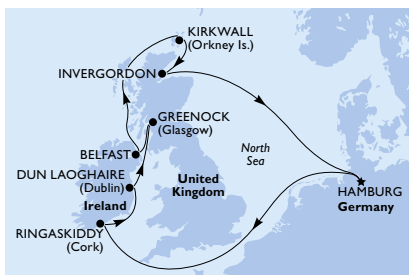 KIRKWALL
(Orkney Is.)
INVERGORDON
GREENOCK
(Glasgow)
North
Sea
BELFAST
DUN LAOGHAIRE
(Dublin)
United
Kingdom
HAMBURG
Germany
Ireland
RINGASKIDDY
(Cork)